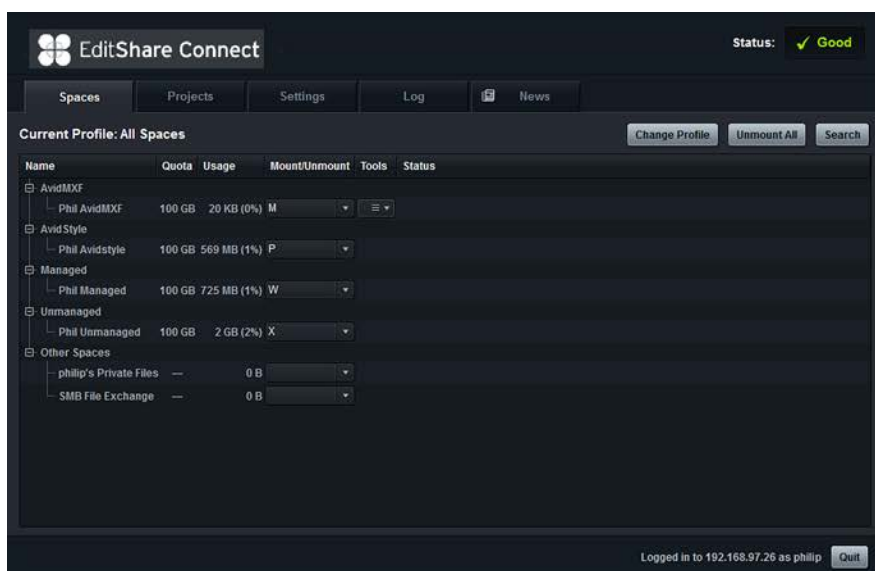 EditShare Connect
Status: ✓ Good
Spaces Projects Settings Log News
Current Profile: All Spaces Change Profile Unmount All Search
Name Quota Usage Mount/Unmount Tools Status
AvidMXF
Phil AvidMXF 100 GB 20 KB (0%) M
AvidStyle
Phil Avidstyle 100 GB 569 MB (1%) P
Managed
Phil Managed 100 GB 725 MB (1%) W
Unmanaged
Phil Unmanaged 100 GB 2 GB (2%) X
Other Spaces
philip's Private Files — 0 B
SMB File Exchange — 0 B
Logged in to 192.168.97.26 as philip Quit